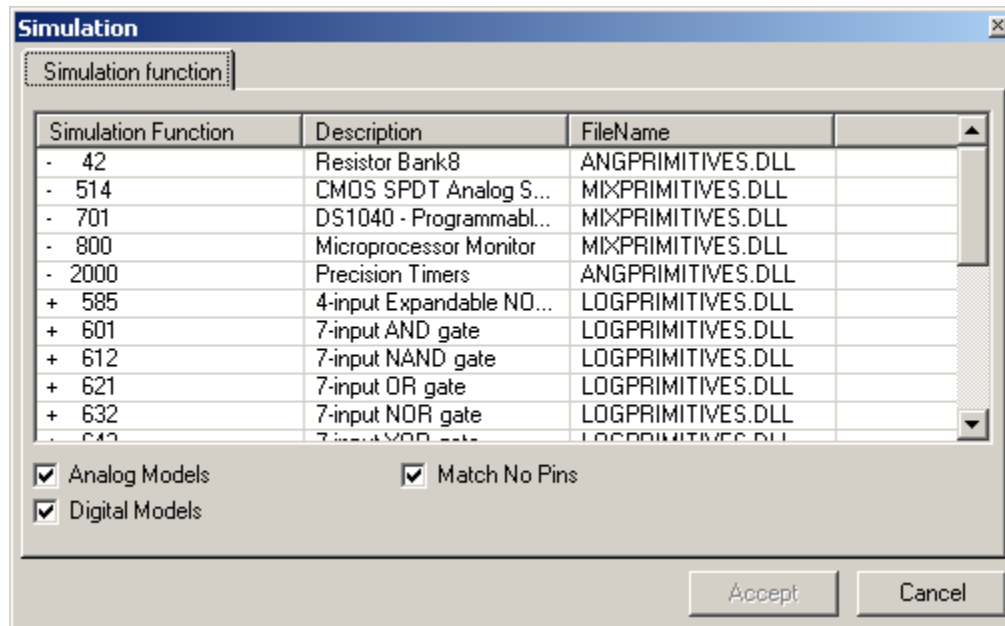 Simulation
Simulation function
Simulation Function Description FileName
- 42 Resistor Bank8 ANGPRIMITIVES.DLL
- 514 CMOS SPDT Analog S... MIXPRIMITIVES.DLL
- 701 DS1040 - Programmabl... MIXPRIMITIVES.DLL
- 800 Microprocessor Monitor MIXPRIMITIVES.DLL
- 2000 Precision Timers ANGPRIMITIVES.DLL
+ 585 4-input Expandable NO... LOGPRIMITIVES.DLL
+ 601 7-input AND gate LOGPRIMITIVES.DLL
+ 612 7-input NAND gate LOGPRIMITIVES.DLL
+ 621 7-input OR gate LOGPRIMITIVES.DLL
+ 632 7-input NOR gate LOGPRIMITIVES.DLL
Analog Models Match No Pins
Digital Models
Accept Cancel